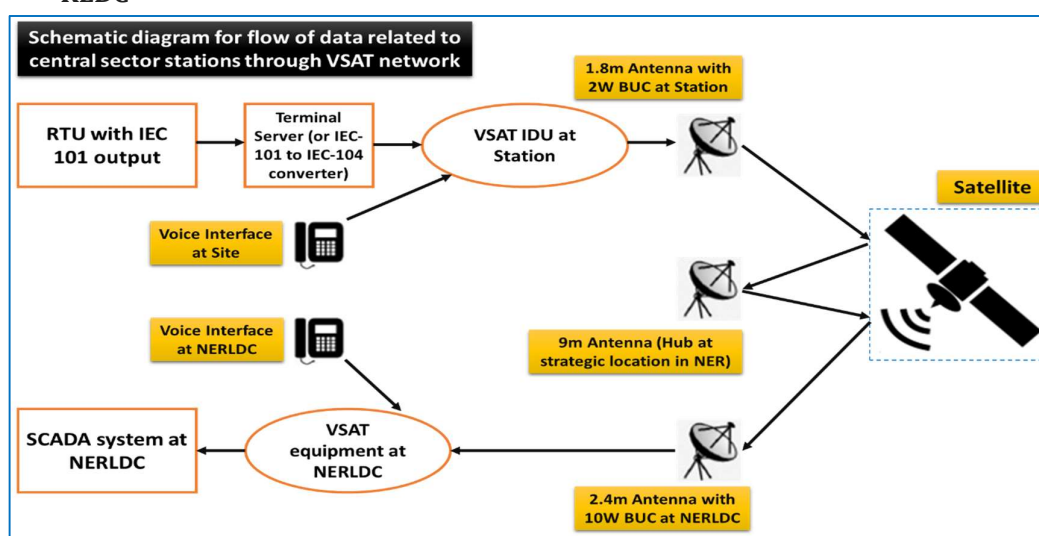 RLDC
Schematic diagram for flow of data related to
central sector stations through VSAT network
1.8m Antenna with
2W BUC at Station
RTU with IEC
101 output
Terminal
Server (or IEC-
101 to IEC-104
converter)
VSAT IDU at
Station
Satellite
Voice Interface
at Site
Voice Interface
at NERLDC
9m Antenna (Hub at
strategic location in NER)
SCADA system at
NERLDC
VSAT
equipment at
NERLDC
2.4m Antenna with
10W BUC at NERLDC